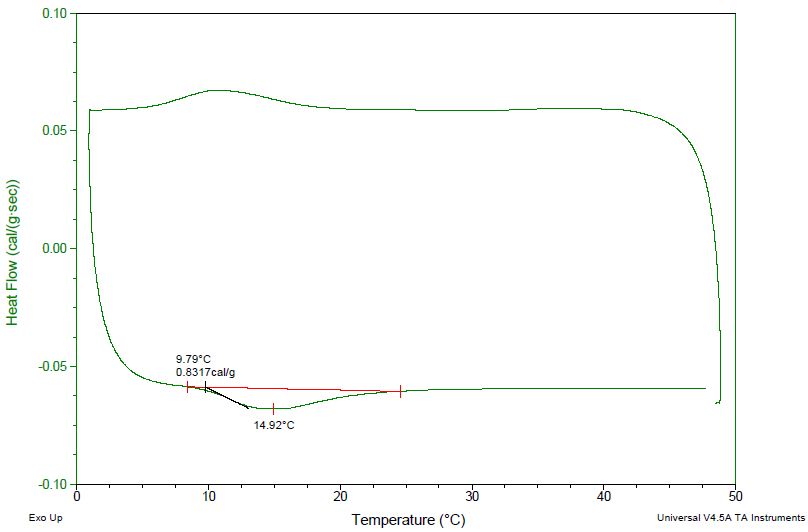 0.10
0.05
0.00
-0.05
-0.10
Heat Flow (cal/(g·sec))
9.79°C
0.8317cal/g
14.92°C
0
10
20
30
40
50
Exo Up
Temperature (°C)
Universal V4.5A TA Instruments